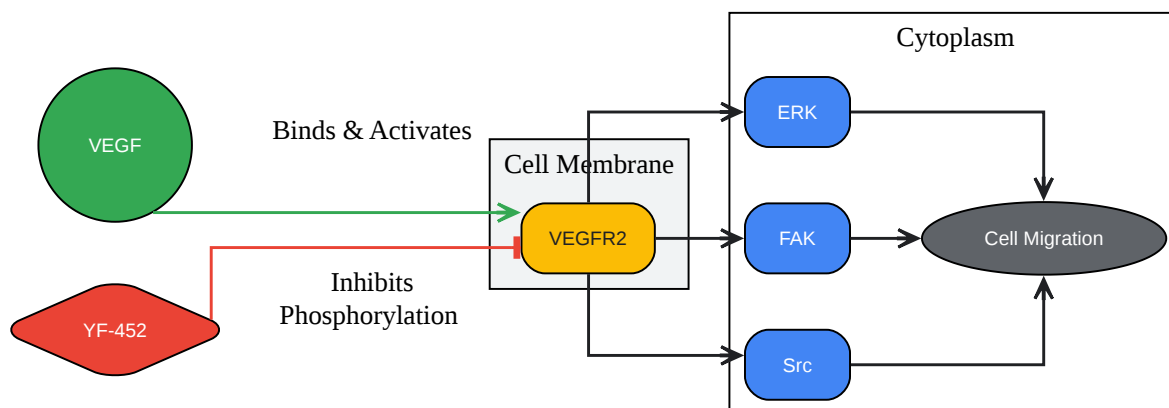 Cytoplasm
VEGF
Binds & Activates
ERK
Cell Membrane
VEGFR2
FAK
Cell Migration
Inhibits
Phosphorylation
YF-452
Src